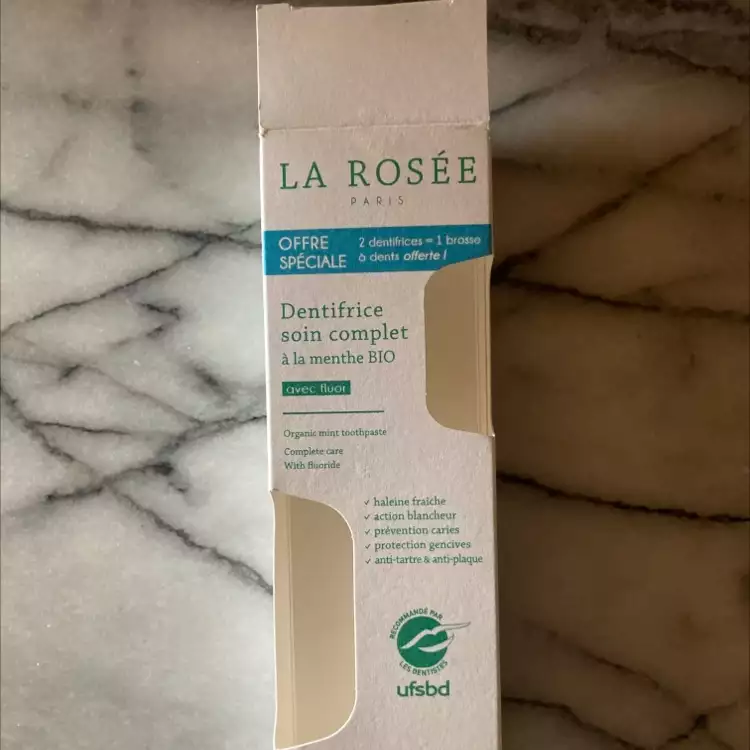 LA ROSÉE
PARIS
OFFRE SPÉCIALE
2 dentifrices = 1 brosse
à dents offerte !
Dentifrice
soin complet
à la menthe BIO
avec fluor
Organic mint toothpaste
Complete care
With fluoride
✓ haleine fraîche
✓ action blancheur
✓ prévention caries
✓ protection gencives
✓ anti-tartre & anti-plaque
RECOMMANDÉ PAR
LES DENTISTES
ufsbd